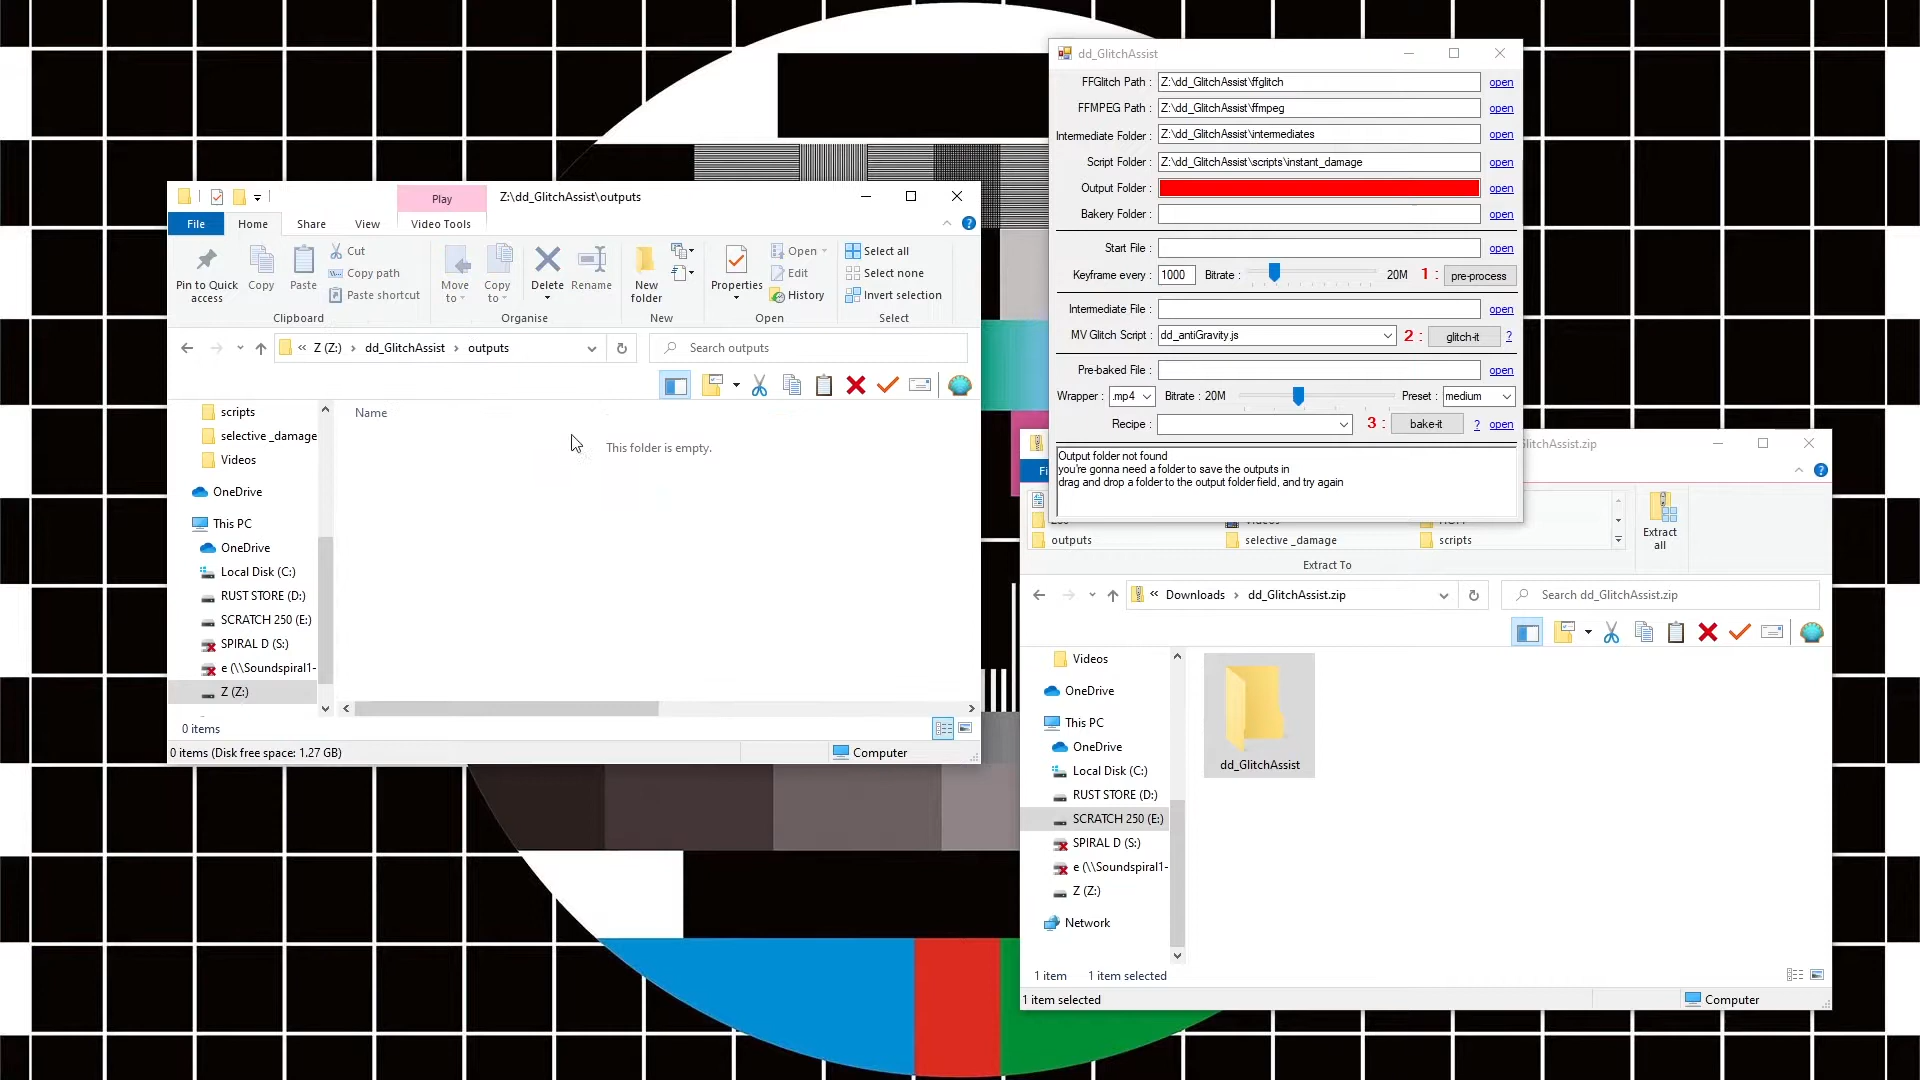 Play
Z:\dd_GlitchAssist\outputs
File
Home
Share
View
Video Tools
Pin to Quick access
Copy
Paste
Cut
Copy path
Paste shortcut
Clipboard
Move to
Copy to
Delete
Rename
Organise
New folder
New
Properties
Open
Edit
History
Open
Select all
Select none
Invert selection
Select
« Z (Z:) › dd_GlitchAssist › outputs
Search outputs
scripts
selective _damage
Videos
OneDrive
This PC
OneDrive
Local Disk (C:)
RUST STORE (D:)
SCRATCH 250 (E:)
SPIRAL D (S:)
e (\\Soundspiral1-
Z (Z:)
Name
This folder is empty.
0 items
0 items (Disk free space: 1.27 GB)
Computer
dd_GlitchAssist
FFGlitch Path : Z:\dd_GlitchAssist\ffglitch open
FFMPEG Path : Z:\dd_GlitchAssist\ffmpeg open
Intermediate Folder : Z:\dd_GlitchAssist\intermediates open
Script Folder : Z:\dd_GlitchAssist\scripts\instant_damage open
Output Folder : open
Bakery Folder : open
Start File : open
Keyframe every : 1000 Bitrate : 20M 1 : pre-process
Intermediate File : open
MV Glitch Script : dd_antiGravity.js 2 : glitch-it ?
Pre-baked File : open
Wrapper : .mp4 Bitrate : 20M Preset : medium
Recipe : 3 : bake-it ? open
Output folder not found
you're gonna need a folder to save the outputs in
drag and drop a folder to the output folder field, and try again
GlitchAssist.zip
Fi
outputs
selective _damage
scripts
Extract To
Extract all
« Downloads › dd_GlitchAssist.zip
Search dd_GlitchAssist.zip
Videos
OneDrive
This PC
OneDrive
Local Disk (C:)
RUST STORE (D:)
SCRATCH 250 (E:)
SPIRAL D (S:)
e (\\Soundspiral1-
Z (Z:)
Network
dd_GlitchAssist
1 item 1 item selected
1 item selected
Computer